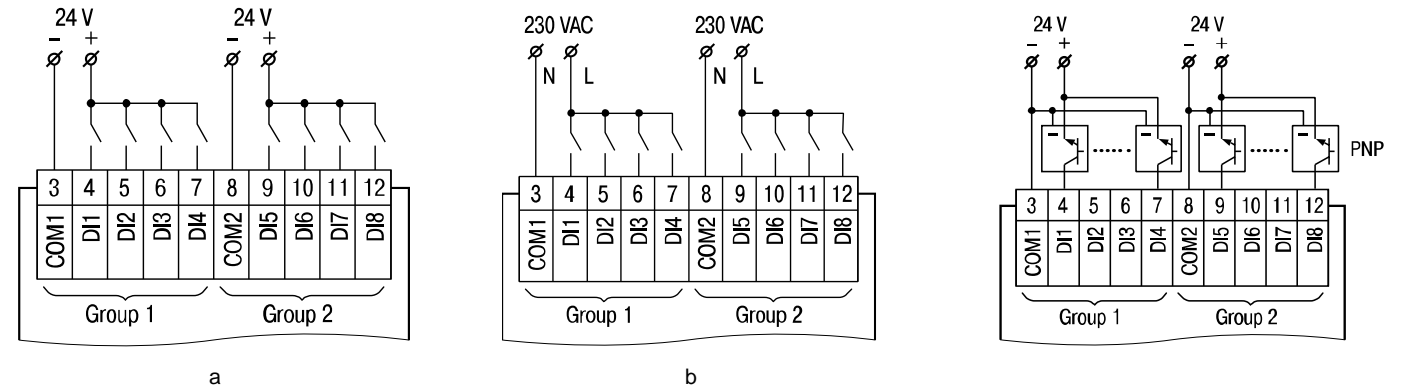 24 V 24 V
− + − +
3 4 5 6 7 8 9 10 11 12
COM1 DI1 DI2 DI3 DI4 COM2 DI5 DI6 DI7 DI8
Group 1 Group 2
a
230 VAC 230 VAC
N L N L
3 4 5 6 7 8 9 10 11 12
COM1 DI1 DI2 DI3 DI4 COM2 DI5 DI6 DI7 DI8
Group 1 Group 2
b
24 V 24 V
− + − +
− − − − PNP
3 4 5 6 7 8 9 10 11 12
COM1 DI1 DI2 DI3 DI4 COM2 DI5 DI6 DI7 DI8
Group 1 Group 2